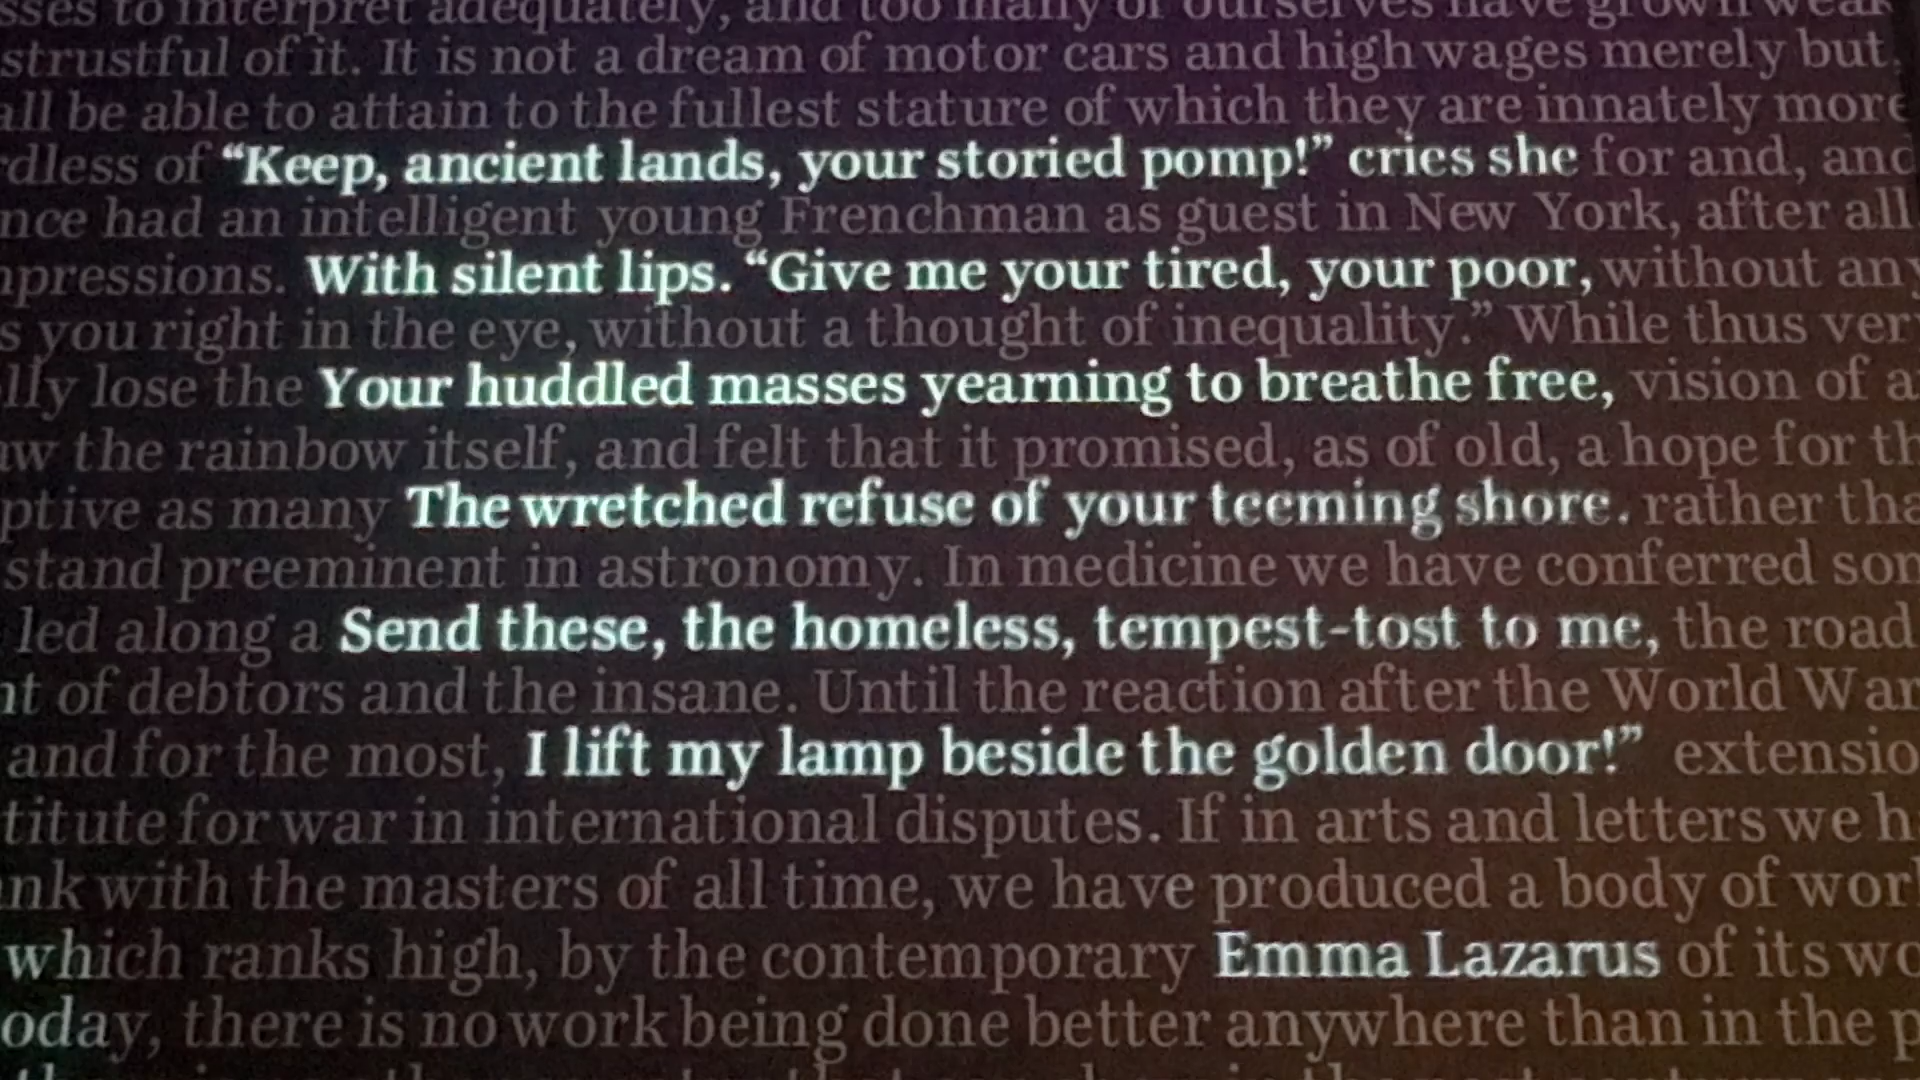 to interpret adequately, and too many of ourselves have grown weak
strustful of it. It is not a dream of motor cars and high wages merely but
all be able to attain to the fullest stature of which they are innately more
rdless of “Keep, ancient lands, your storied pomp!” cries she for and, and
nce had an intelligent young Frenchman as guest in New York, after all
pressions. With silent lips. “Give me your tired, your poor, without any
s you right in the eye, without a thought of inequality.” While thus ver
lly lose the Your huddled masses yearning to breathe free, vision of a
w the rainbow itself, and felt that it promised, as of old, a hope for th
ptive as many The wretched refuse of your teeming shore. rather tha
stand preeminent in astronomy. In medicine we have conferred som
led along a Send these, the homeless, tempest-tost to me, the road
nt of debtors and the insane. Until the reaction after the World War
and for the most, I lift my lamp beside the golden door!” extensio
titute for war in international disputes. If in arts and letters we h
nk with the masters of all time, we have produced a body of wor
which ranks high, by the contemporary Emma Lazarus of its wo
oday, there is no work being done better anywhere than in the p